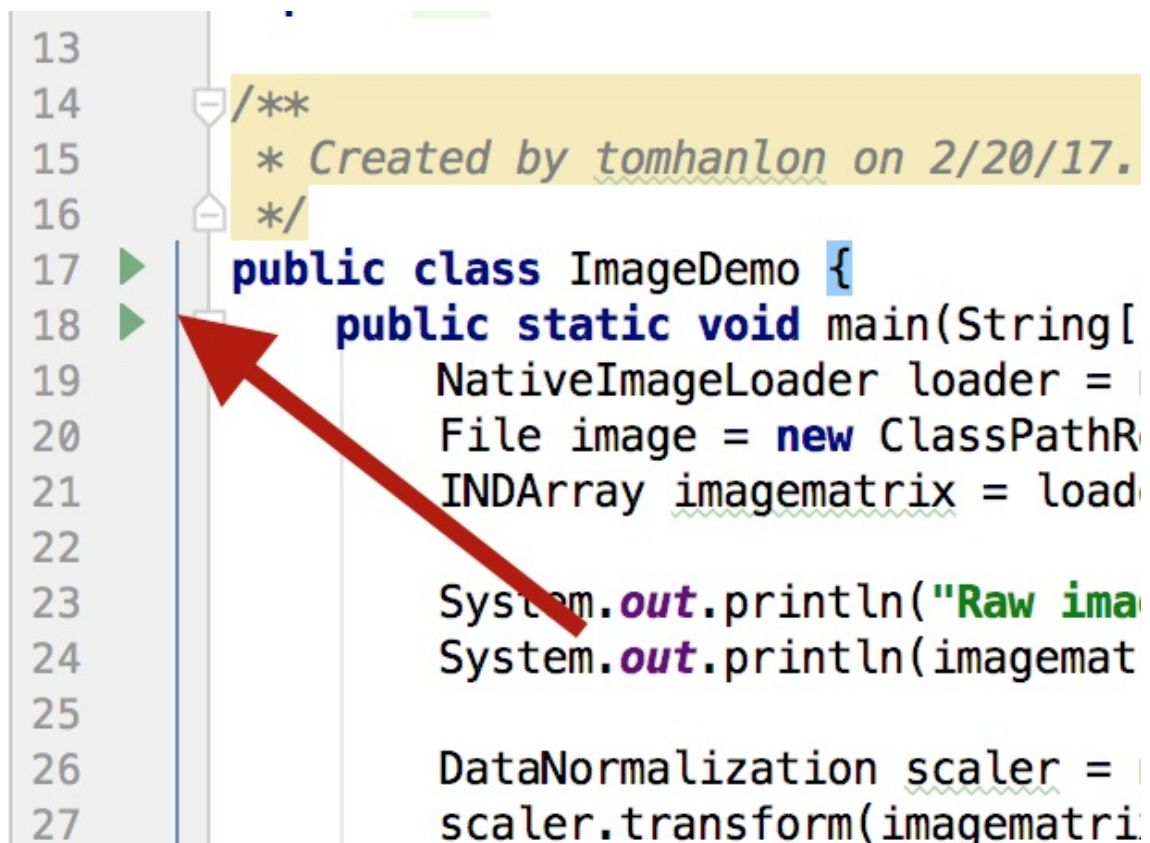 13
14 /**
15 * Created by tomhanlon on 2/20/17.
16 */
17 public class ImageDemo {
18 public static void main(String[
19 NativeImageLoader loader =
20 File image = new ClassPathR
21 INDArray imagematrix = load
22
23 System.out.println("Raw ima
24 System.out.println(imagemat
25
26 DataNormalization scaler =
27 scaler.transform(imagematri